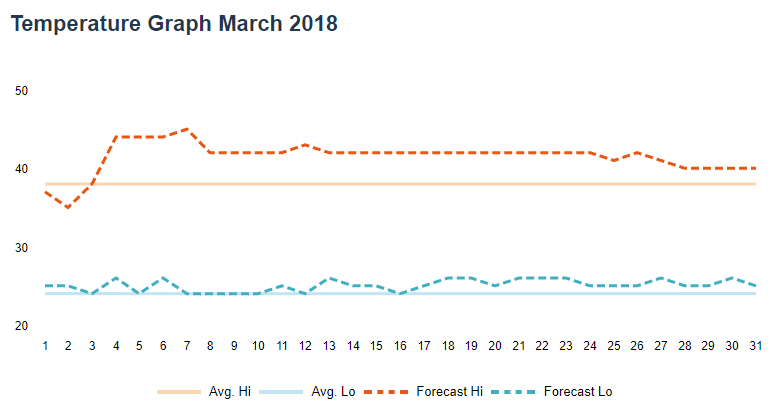 Temperature Graph March 2018
50
40
30
20
1 2 3 4 5 6 7 8 9 10 11 12 13 14 15 16 17 18 19 20 21 22 23 24 25 26 27 28 29 30 31
Avg. Hi Avg. Lo Forecast Hi Forecast Lo